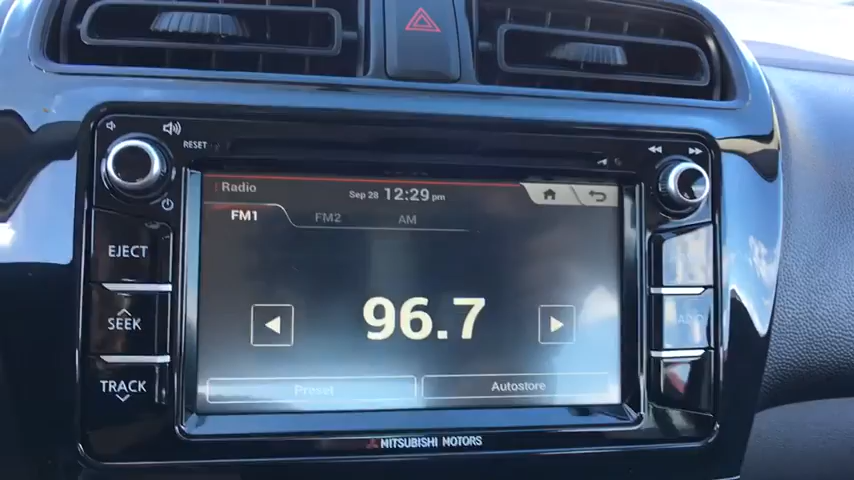 RESET
Radio
Sep 28 12:29 pm
FM1 FM2 AM
EJECT
SEEK
TRACK
96.7
Preset
Autostore
MITSUBISHI MOTORS